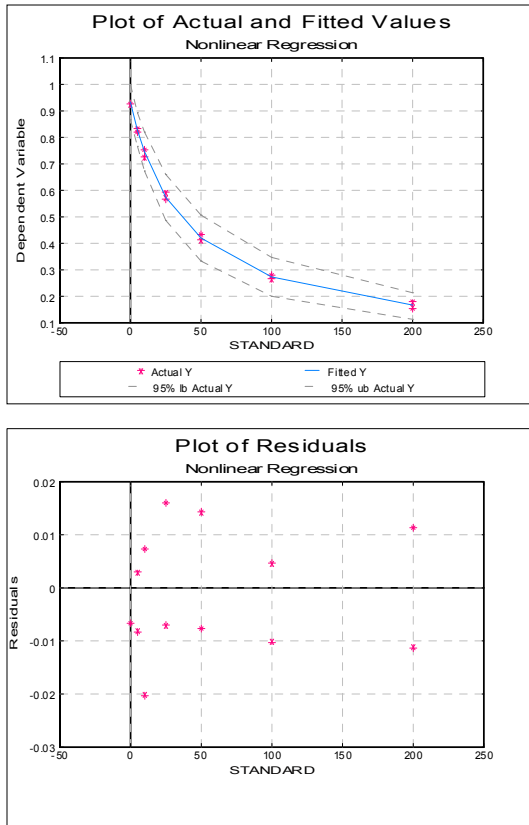 Plot of Actual and Fitted Values
Nonlinear Regression
Dependent Variable
1.1
1
0.9
0.8
0.7
0.6
0.5
0.4
0.3
0.2
0.1
-50 0 50 100 150 200 250
STANDARD
Actual Y Fitted Y
95% lb Actual Y 95% ub Actual Y
Plot of Residuals
Nonlinear Regression
Residuals
0.02
0.01
0
-0.01
-0.02
-0.03
-50 0 50 100 150 200 250
STANDARD